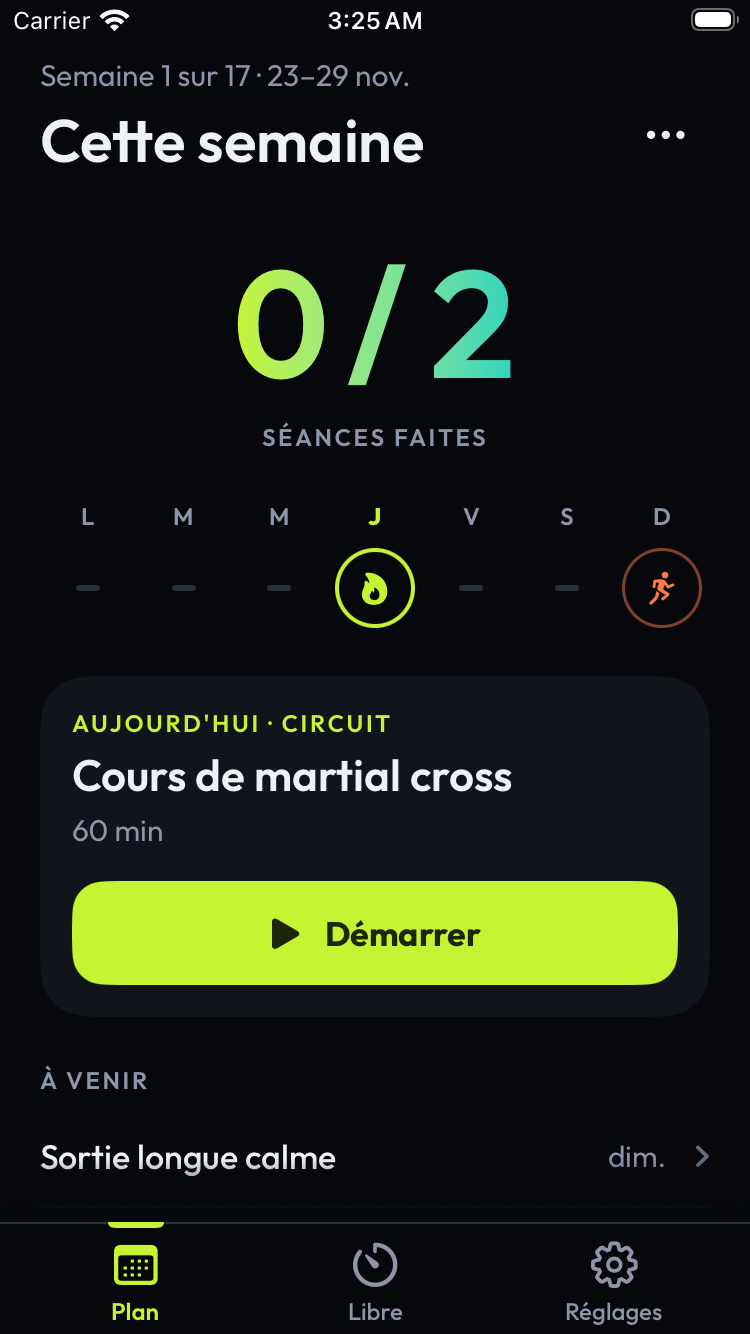 Carrier 3:25 AM
Semaine 1 sur 17 · 23–29 nov.
Cette semaine
0/2
SÉANCES FAITES
L M M J V S D
AUJOURD'HUI · CIRCUIT
Cours de martial cross
60 min
Démarrer
À VENIR
Sortie longue calme dim.
Plan Libre Réglages